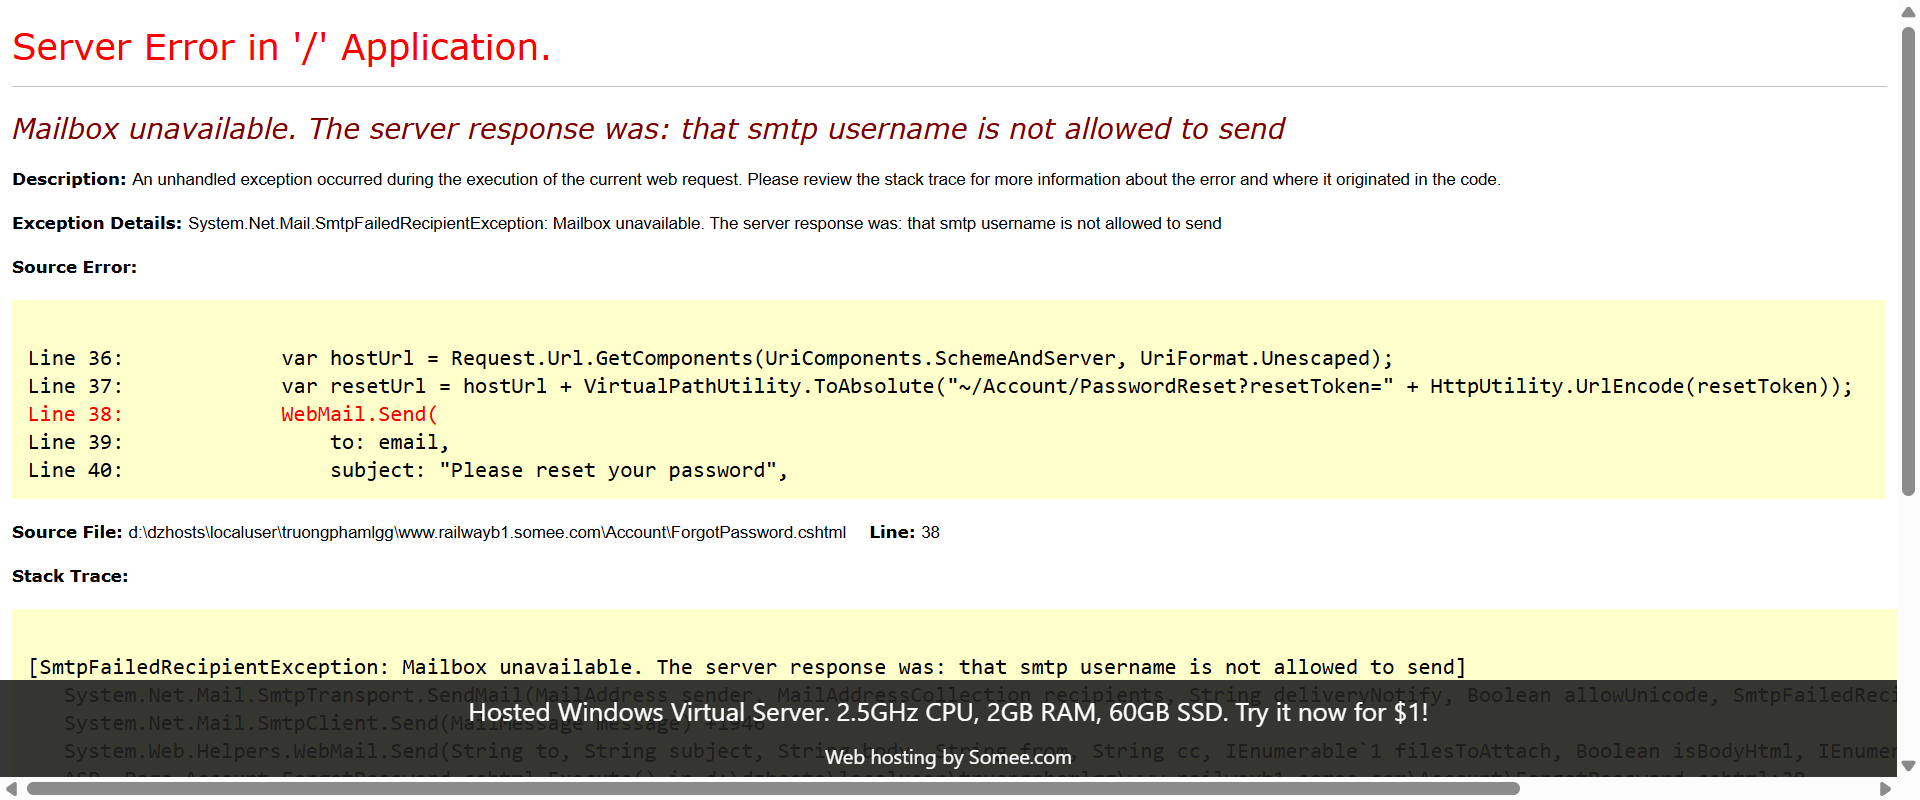 Server Error in '/' Application.
Mailbox unavailable. The server response was: that smtp username is not allowed to send
Description: An unhandled exception occurred during the execution of the current web request. Please review the stack trace for more information about the error and where it originated in the code.
Exception Details: System.Net.Mail.SmtpFailedRecipientException: Mailbox unavailable. The server response was: that smtp username is not allowed to send
Source Error:
Line 36:             var hostUrl = Request.Url.GetComponents(UriComponents.SchemeAndServer, UriFormat.Unescaped);
Line 37:             var resetUrl = hostUrl + VirtualPathUtility.ToAbsolute("~/Account/PasswordReset?resetToken=" + HttpUtility.UrlEncode(resetToken));
Line 38:             WebMail.Send(
Line 39:                 to: email,
Line 40:                 subject: "Please reset your password",
Source File: d:\dzhosts\localuser\truongphamlgg\www.railwayb1.somee.com\Account\ForgotPassword.cshtml    Line: 38
Stack Trace:
[SmtpFailedRecipientException: Mailbox unavailable. The server response was: that smtp username is not allowed to send]
System.Net.Mail.SmtpTransport.SendMail(MailAddress sender, MailAddressCollection recipients, String deliveryNotify, Boolean allowUnicode, SmtpFailedReci
Hosted Windows Virtual Server. 2.5GHz CPU, 2GB RAM, 60GB SSD. Try it now for $1!
System.Net.Mail.SmtpClient.Send(MailMessage message)
System.Web.Helpers.WebMail.Send(String to, String subject, String body, String from, String cc, IEnumerable`1 filesToAttach, Boolean isBodyHtml, IEnume
Web hosting by Somee.com